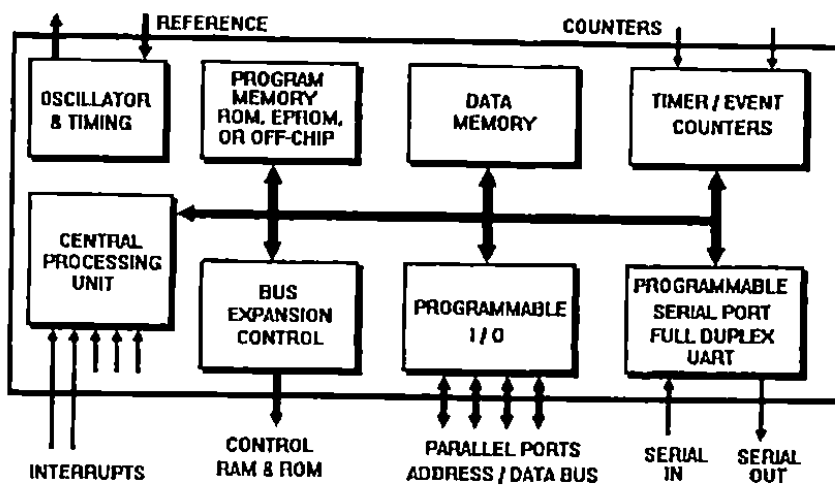 REFERENCE
COUNTERS
OSCILLATOR
& TIMING
PROGRAM
MEMORY
ROM, EPROM,
OR OFF-CHIP
DATA
MEMORY
TIMER / EVENT
COUNTERS
CENTRAL
PROCESSING
UNIT
BUS
EXPANSION
CONTROL
PROGRAMMABLE
I / O
PROGRAMMABLE
SERIAL PORT
FULL DUPLEX
UART
INTERRUPTS
CONTROL
RAM & ROM
PARALLEL PORTS
ADDRESS / DATA BUS
SERIAL
IN
SERIAL
OUT